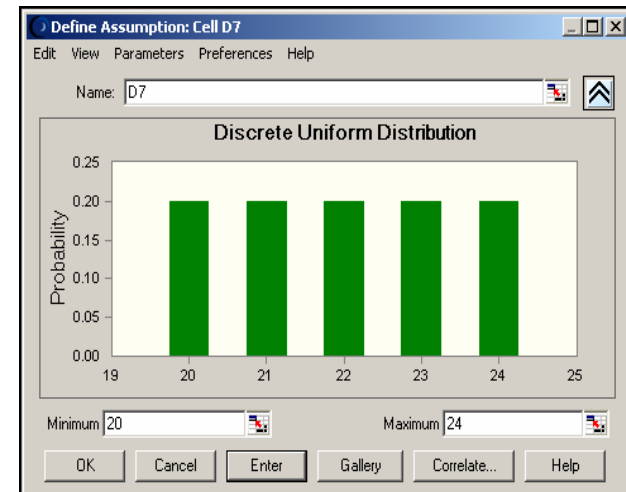 Define Assumption: Cell D7
Edit View Parameters Preferences Help
Name: D7
Discrete Uniform Distribution
Probability
0.25
0.20
0.15
0.10
0.05
0.00
19 20 21 22 23 24 25
Minimum 20 Maximum 24
OK Cancel Enter Gallery Correlate... Help